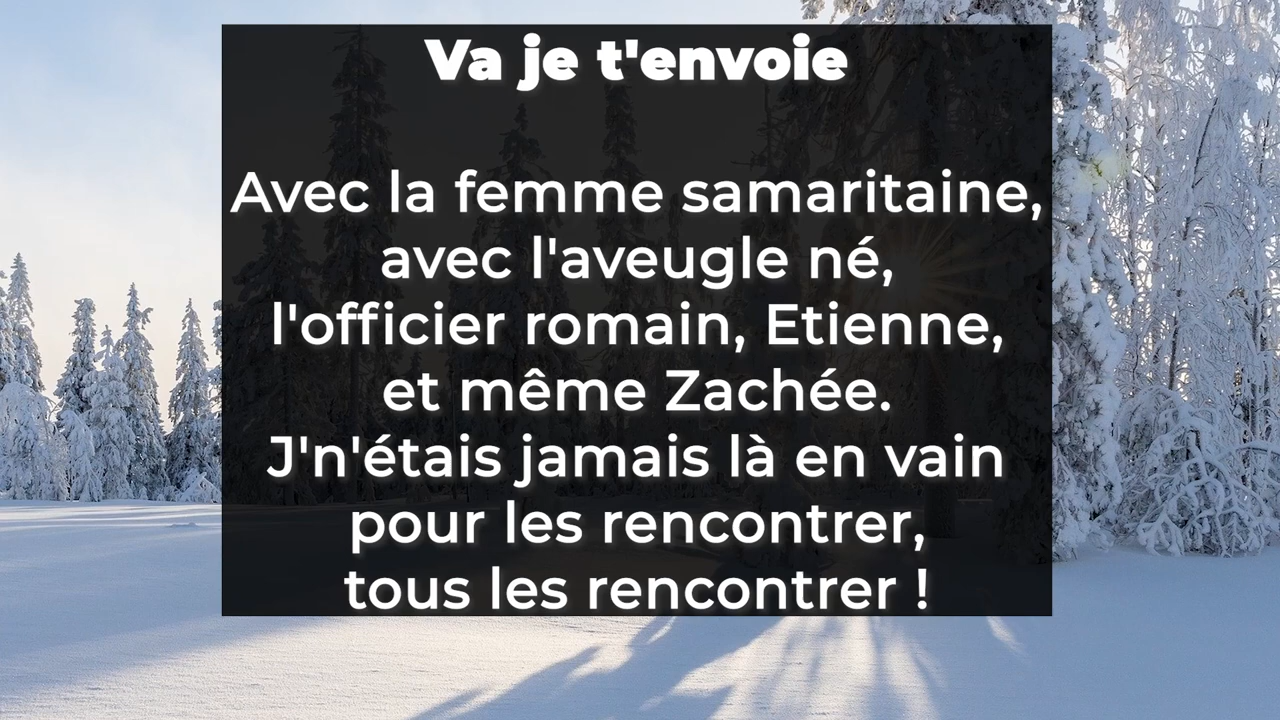 Va je t'envoie
Avec la femme samaritaine,
avec l'aveugle né,
l'officier romain, Etienne,
et même Zachée.
J'n'étais jamais là en vain
pour les rencontrer,
tous les rencontrer !